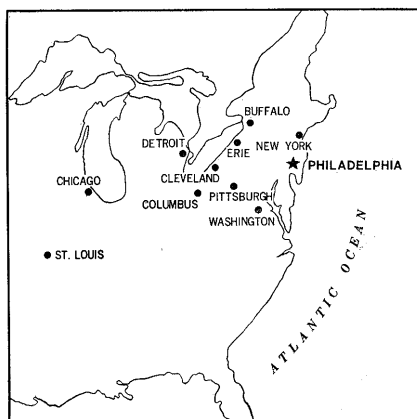 BUFFALO
DETROIT
ERIE
NEW YORK
PHILADELPHIA
CLEVELAND
CHICAGO
COLUMBUS
PITTSBURGH
WASHINGTON
ST. LOUIS
ATLANTIC OCEAN